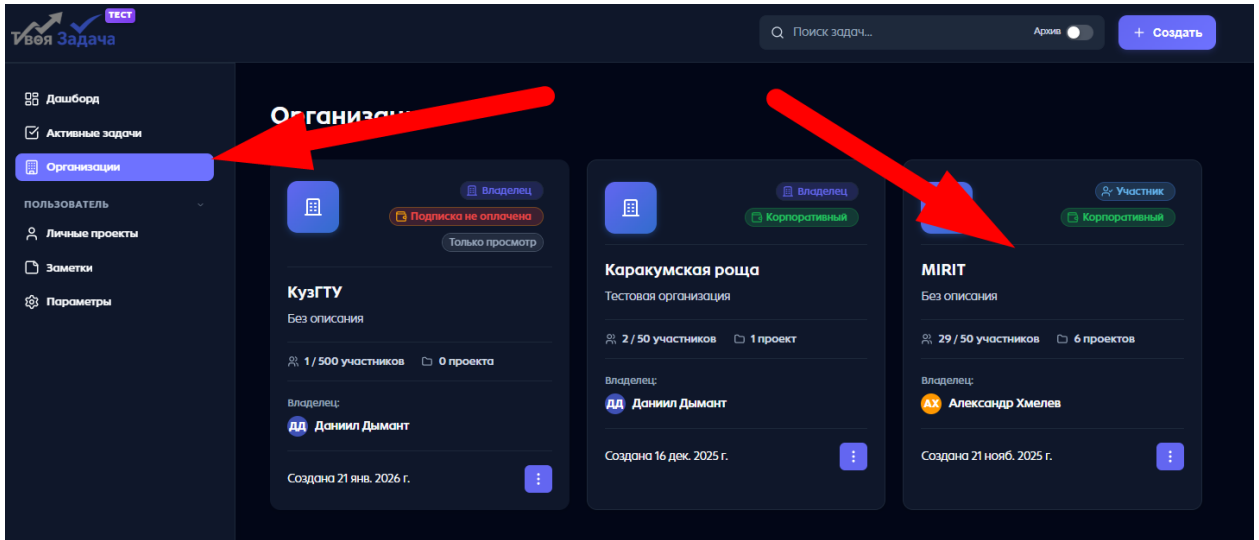 ТЕСТ
Твоя Задача
Поиск задач...
Архив
+ Создать
Дашборд
Активные задачи
Организации
ПОЛЬЗОВАТЕЛЬ
Личные проекты
Заметки
Параметры
Владелец
Подписка не оплачена
Только просмотр
КузГТУ
Без описания
1 / 500 участников 0 проекта
Владелец:
ДД Даниил Дымант
Создана 21 янв. 2026 г.
Владелец
Корпоративный
Каракумская роща
Тестовая организация
2 / 50 участников 1 проект
Владелец:
ДД Даниил Дымант
Создана 16 дек. 2025 г.
Участник
Корпоративный
MIRIT
Без описания
29 / 50 участников 6 проектов
Владелец:
АХ Александр Хмелев
Создана 21 нояб. 2025 г.